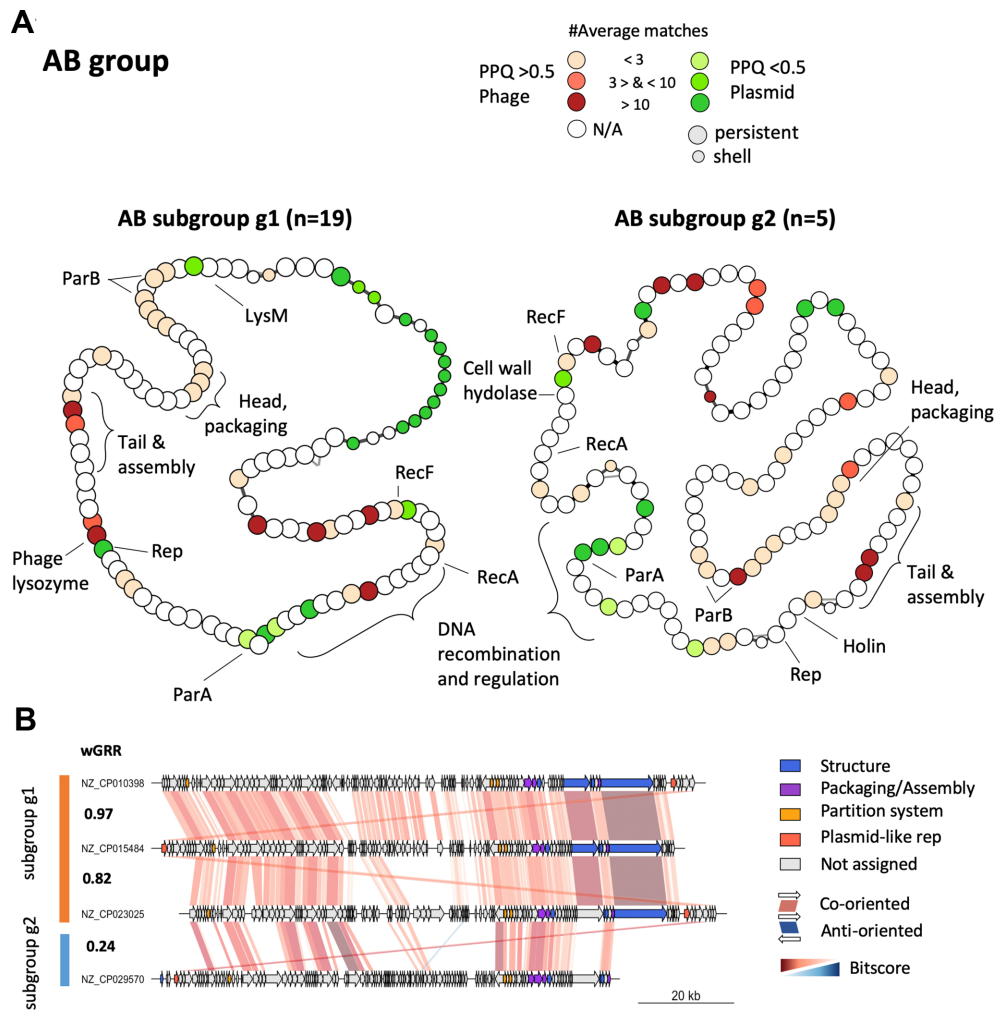 A
AB group
#Average matches
PPQ >0.5
Phage
< 3
3 > & < 10
> 10
N/A
PPQ <0.5
Plasmid
persistent
shell
AB subgroup g1 (n=19)
AB subgroup g2 (n=5)
ParB
LysM
Head,
packaging
Tail &
assembly
Phage
lysozyme
Rep
RecF
RecA
ParA
DNA
recombination
and regulation
RecF
Cell wall
hydolase
RecA
ParA
ParB
Head,
packaging
Tail &
assembly
Holin
Rep
B
wGRR
subgroup g1
subgroup g2
NZ_CP010398
0.97
NZ_CP015484
0.82
NZ_CP023025
0.24
NZ_CP029570
20 kb
Structure
Packaging/Assembly
Partition system
Plasmid-like rep
Not assigned
Co-oriented
Anti-oriented
Bitscore